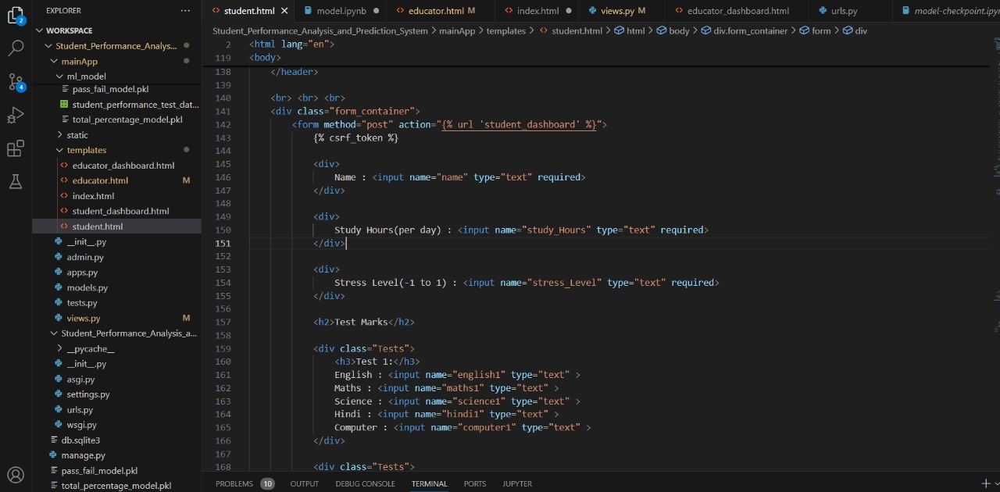 EXPLORER
···
student.html
model.ipynb
educator.html M
index.html
views.py M
educator_dashboard.html
urls.py
model-checkpoint.ipyn
Student_Performance_Analysis_and_Prediction_System > mainApp > templates > <> student.html > html > body > div.form_container > form > div
2
WORKSPACE
Student_Performance_Analys...
mainApp
ml_model
pass_fail_model.pkl
student_performance_test_dat...
total_percentage_model.pkl
static
templates
educator_dashboard.html
educator.html M
index.html
student_dashboard.html
student.html
__init__.py
admin.py
apps.py
models.py
tests.py
views.py M
Student_Performance_Analysis_a...
__pycache__
__init__.py
asgi.py
settings.py
urls.py
wsgi.py
db.sqlite3
manage.py
pass_fail_model.pkl
total_percentage_model.pkl
4
2 <html lang="en">
119 <body>
138 </header>
139
140 <br> <br> <br>
141 <div class="form_container">
142 <form method="post" action="{% url 'student_dashboard' %}">
143 {% csrf_token %}
144
145 <div>
146 Name : <input name="name" type="text" required>
147 </div>
148
149 <div>
150 Study Hours(per day) : <input name="study_Hours" type="text" required>
151 </div>
152
153 <div>
154 Stress Level(-1 to 1) : <input name="stress_Level" type="text" required>
155 </div>
156
157 <h2>Test Marks</h2>
158
159 <div class="Tests">
160 <h3>Test 1:</h3>
161 English : <input name="english1" type="text" >
162 Maths : <input name="maths1" type="text" >
163 Science : <input name="science1" type="text" >
164 Hindi : <input name="hindi1" type="text" >
165 Computer : <input name="computer1" type="text" >
166 </div>
167
168 <div class="Tests">
PROBLEMS 10 OUTPUT DEBUG CONSOLE TERMINAL PORTS JUPYTER